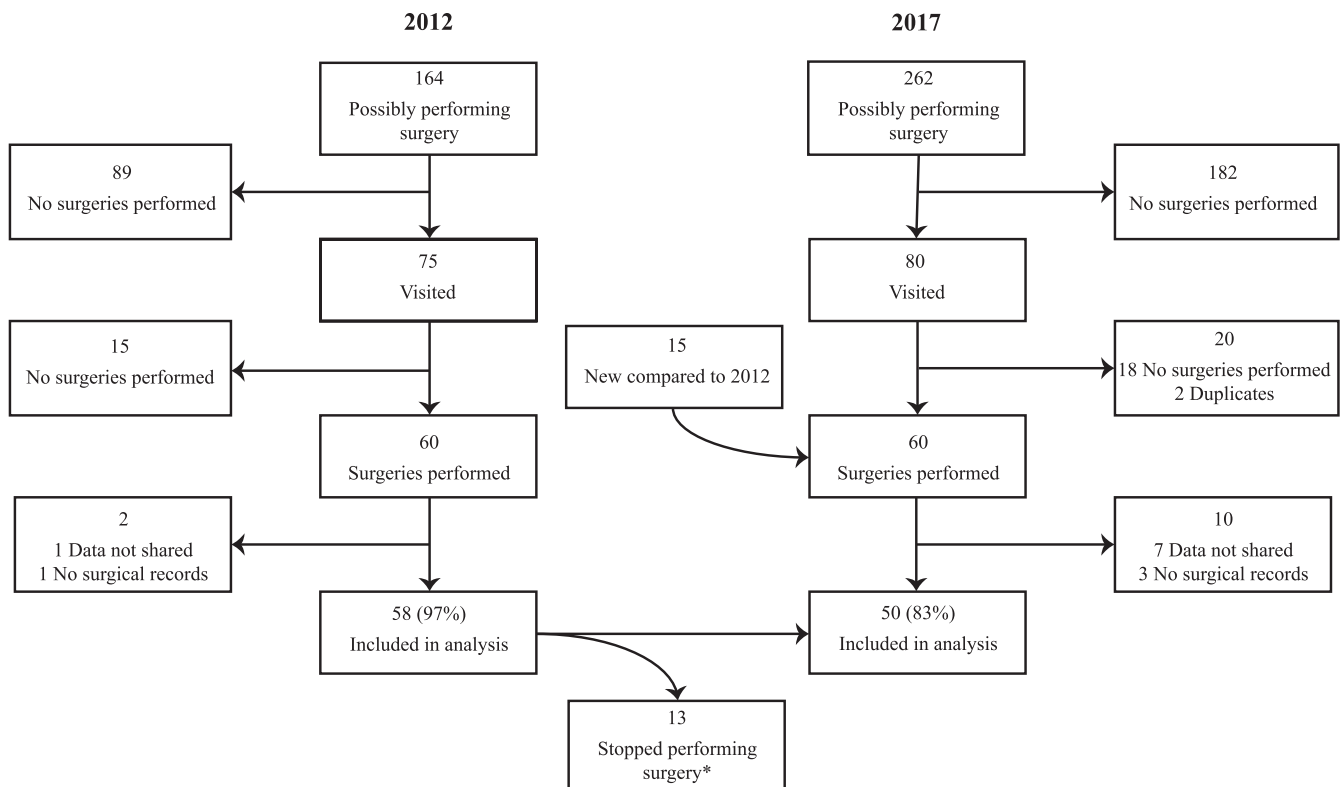 2012
2017
164
Possibly performing
surgery
262
Possibly performing
surgery
89
No surgeries performed
182
No surgeries performed
75
Visited
80
Visited
15
No surgeries performed
15
New compared to 2012
20
18 No surgeries performed
2 Duplicates
60
Surgeries performed
60
Surgeries performed
2
1 Data not shared
1 No surgical records
10
7 Data not shared
3 No surgical records
58 (97%)
Included in analysis
50 (83%)
Included in analysis
13
Stopped performing
surgery*